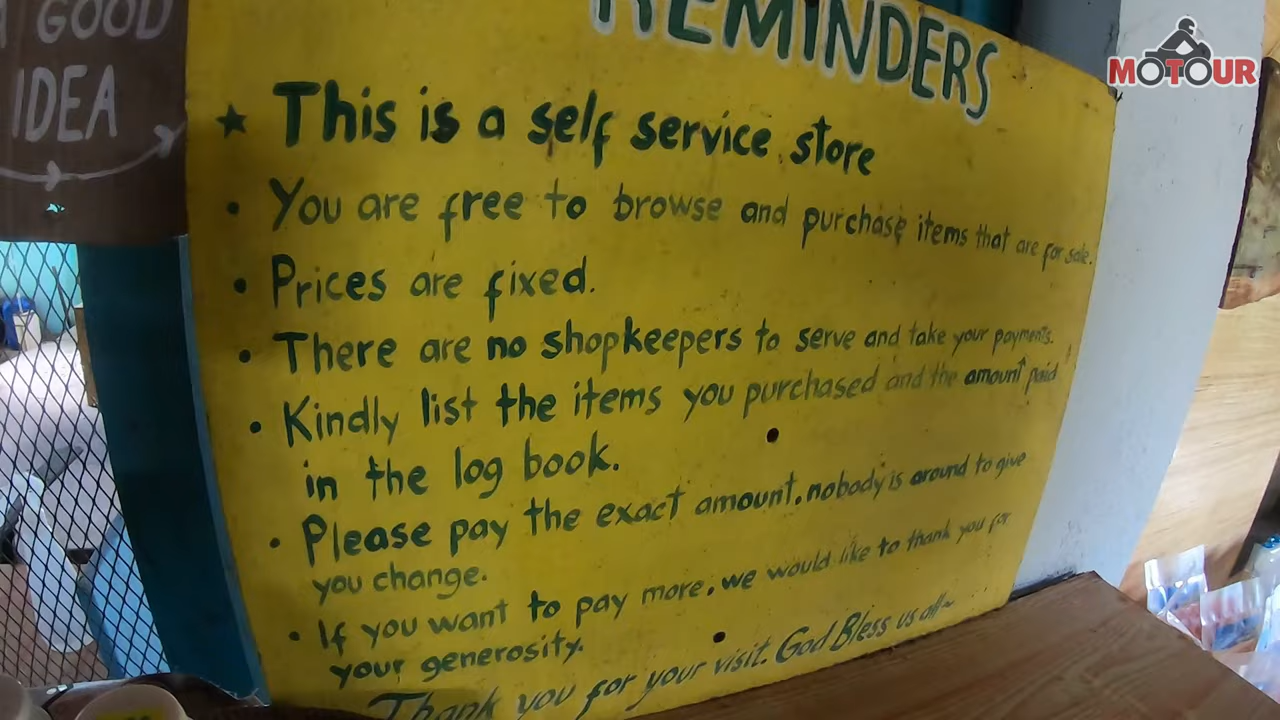 GOOD
IDEA
REMINDERS
MOTOUR
★ This is a self service store
• You are free to browse and purchase items that are for sale.
• Prices are fixed.
• There are no shopkeepers to serve and take your payments.
• Kindly list the items you purchased and the amount paid
in the log book.
• Please pay the exact amount, nobody is around to give
you change.
• If you want to pay more, we would like to thank you for
your generosity.
Thank you for your visit. God Bless us all~